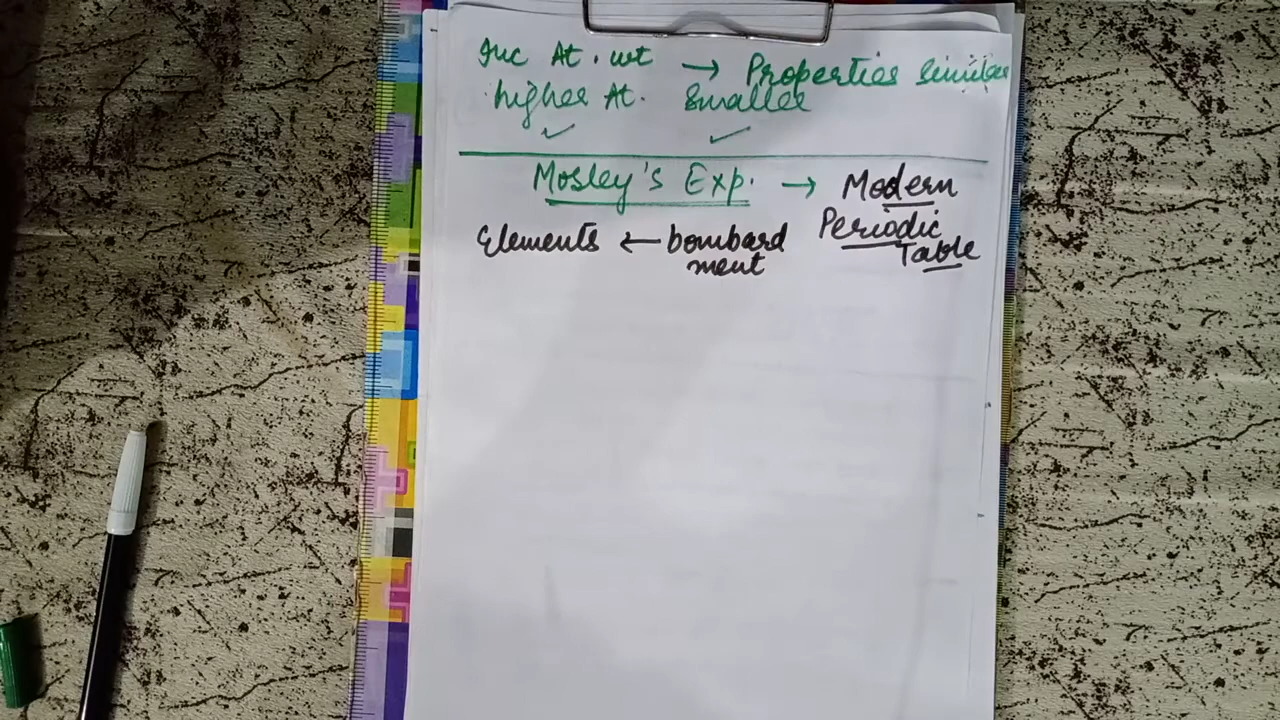 Inc At. wt → Properties similar
higher At. smaller
✓ ✓
Mosley's Exp. → Modern
Periodic
Table
Elements ← bombard
ment